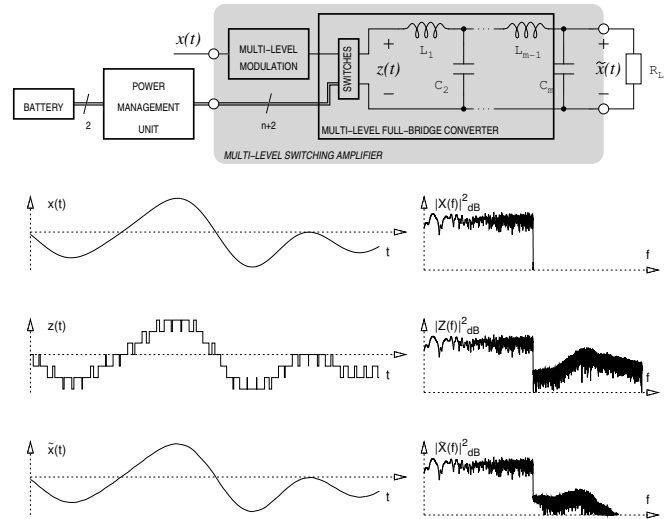 x(t)
MULTI–LEVEL
MODULATION
SWITCHES
+
z(t)
−
L1
C2
Lm−1
Cm
+
x̃(t)
−
RL
BATTERY
2
POWER
MANAGEMENT
UNIT
n+2
MULTI–LEVEL FULL–BRIDGE CONVERTER
MULTI–LEVEL SWITCHING AMPLIFIER
x(t)
t
|X(f)|²dB
f
z(t)
t
|Z(f)|²dB
f
x̃(t)
t
|X̃(f)|²dB
f